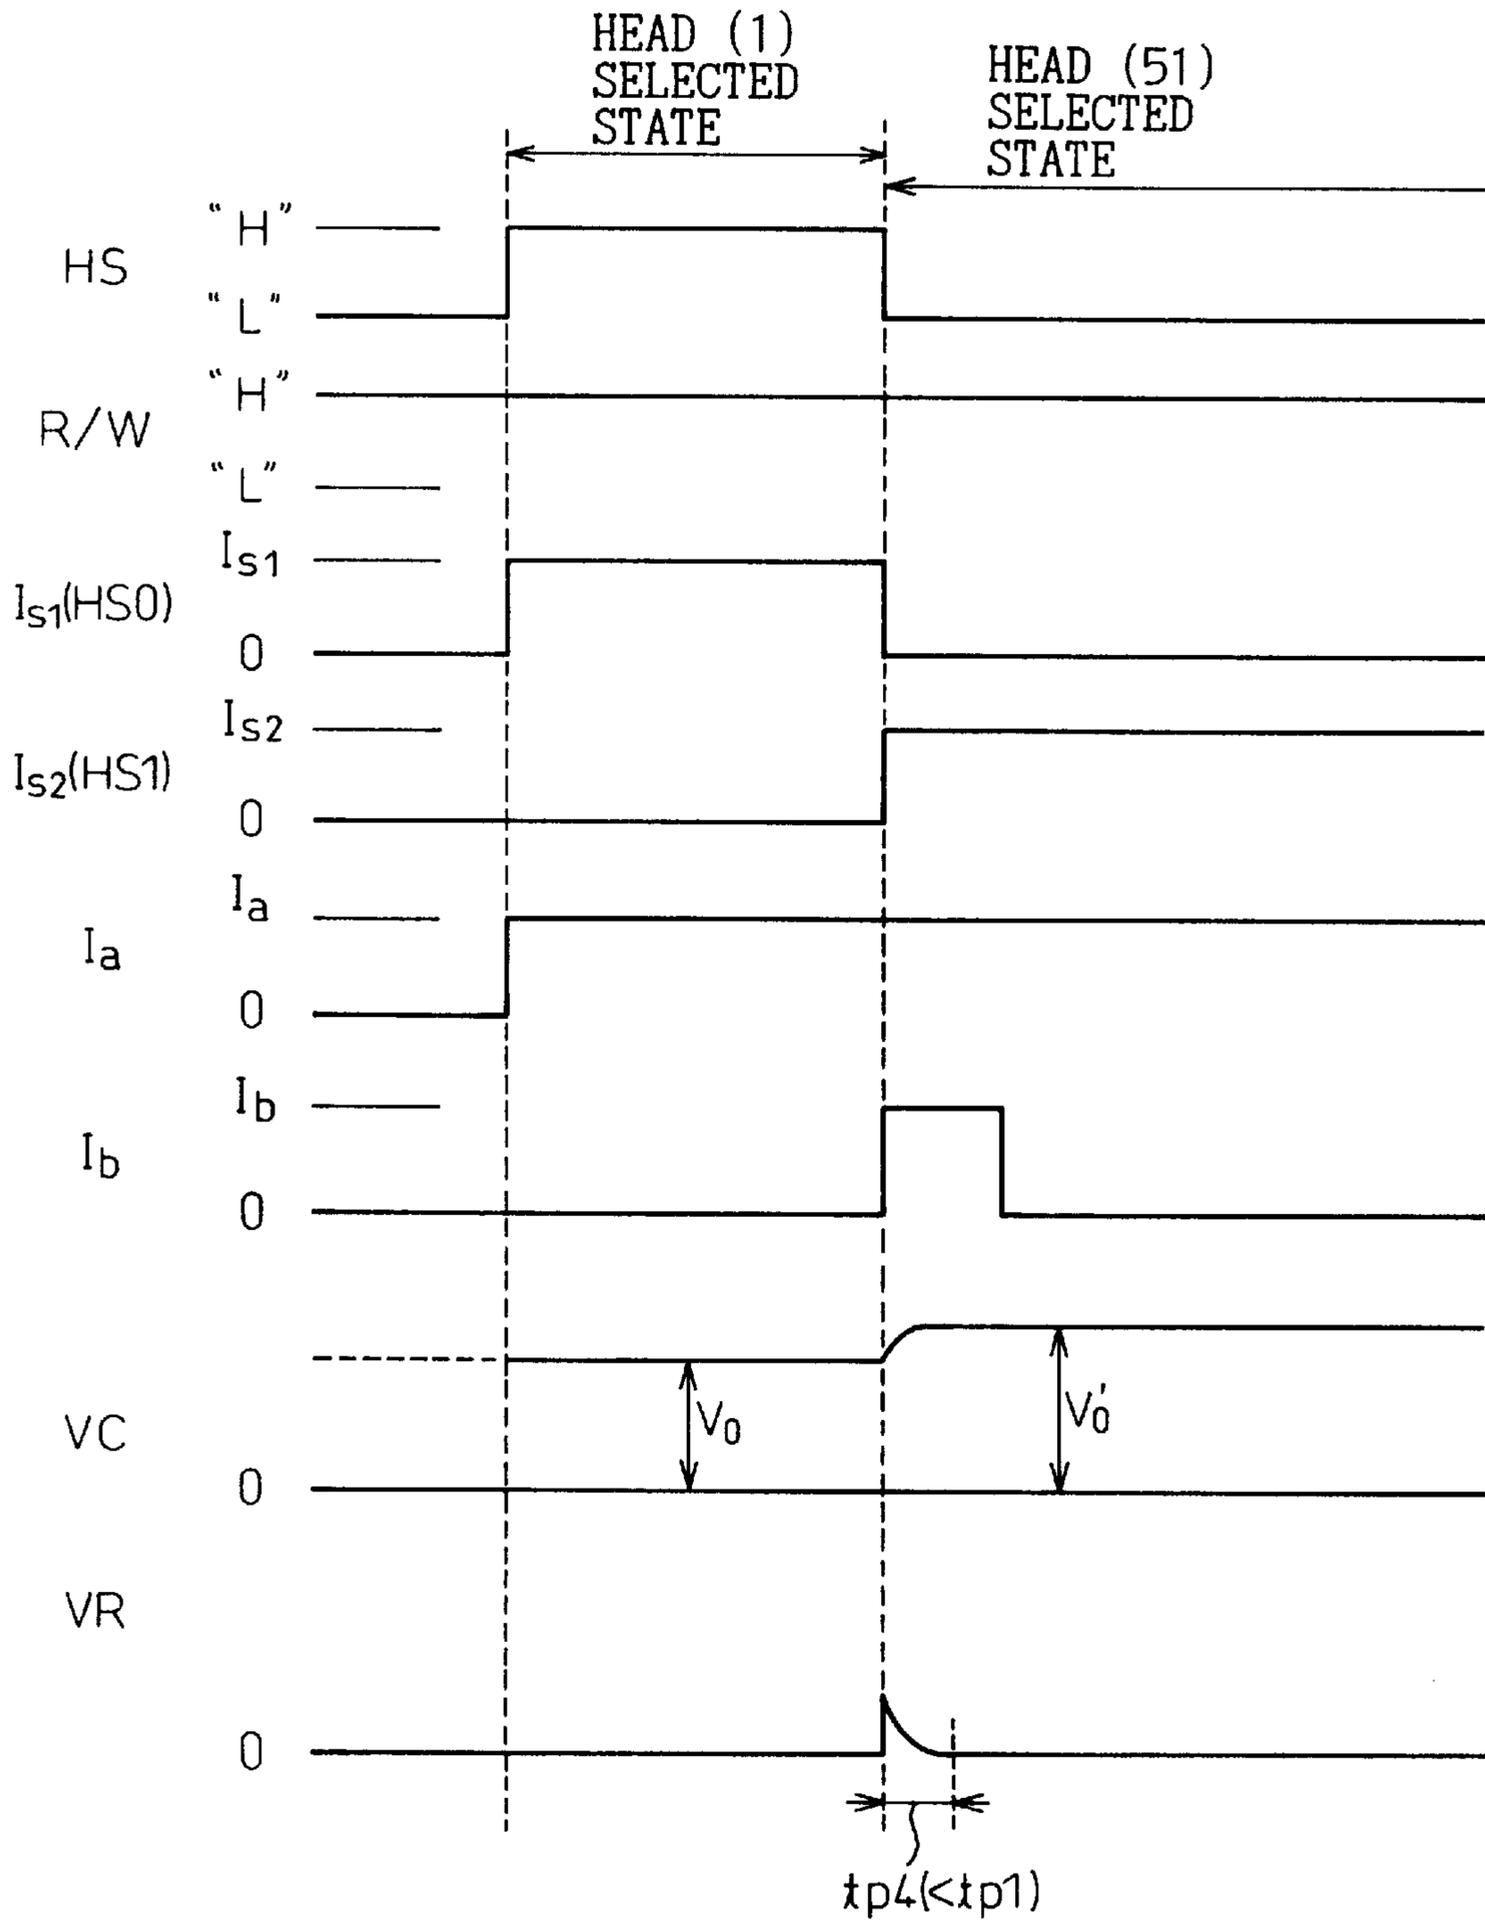 HEAD (1)
SELECTED
STATE
HEAD (51)
SELECTED
STATE
HS
"H"
"L"
R/W
"H"
"L"
Is1(HS0)
Is1
0
Is2(HS1)
Is2
0
Ia
Ia
0
Ib
Ib
0
VC
V0
V0'
0
VR
0
tp4(<tp1)